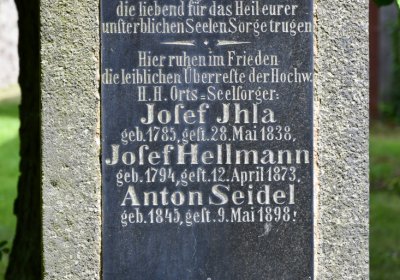 die liebend für das Heil eurer
unsterblichen Seelen Sorge trugen
Hier ruhen im Frieden
die leiblichen Überreste der Hochw.
H.H. Orts=Seelsorger:
Josef Jhla
geb. 1785, gest. 28. Mai 1838,
Josef Hellmann
geb. 1794, gest. 12. April 1873,
Anton Seidel
geb. 1845, gest. 9. Mai 1898.